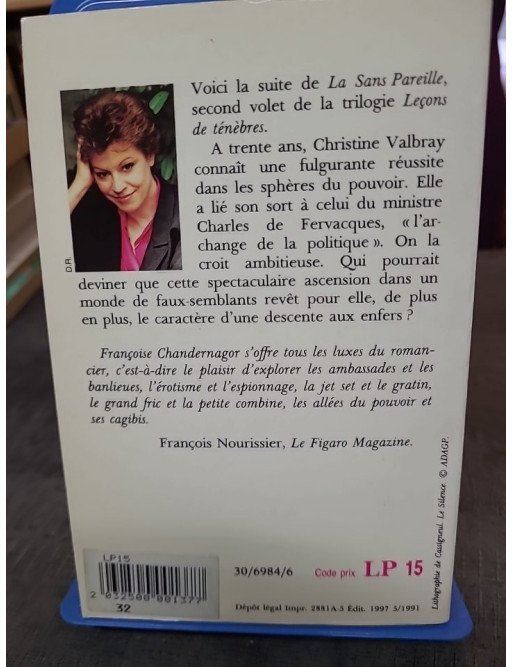 Voici la suite de La Sans Pareille,
second volet de la trilogie Leçons
de ténèbres.
A trente ans, Christine Valbray
connaît une fulgurante réussite
dans les sphères du pouvoir. Elle
a lié son sort à celui du ministre
Charles de Fervacques, « l'ar-
change de la politique ». On la
croit ambitieuse. Qui pourrait
deviner que cette spectaculaire ascension dans un
monde de faux-semblants revêt pour elle, de plus
en plus, le caractère d'une descente aux enfers ?
D.R.
Françoise Chandernagor s'offre tous les luxes du roman-
cier, c'est-à-dire le plaisir d'explorer les ambassades et les
banlieues, l'érotisme et l'espionnage, la jet set et le gratin,
le grand fric et la petite combine, les allées du pouvoir et
ses cagibis.
François Nourissier, Le Figaro Magazine.
Lithographie de Cassigneul. Le Silence. © ADAGP.
LP15
2 032500 001377
32
30/6984/6 Code prix LP 15
Dépôt légal Impr. 2881A-5 Édit. 1997 5/1991